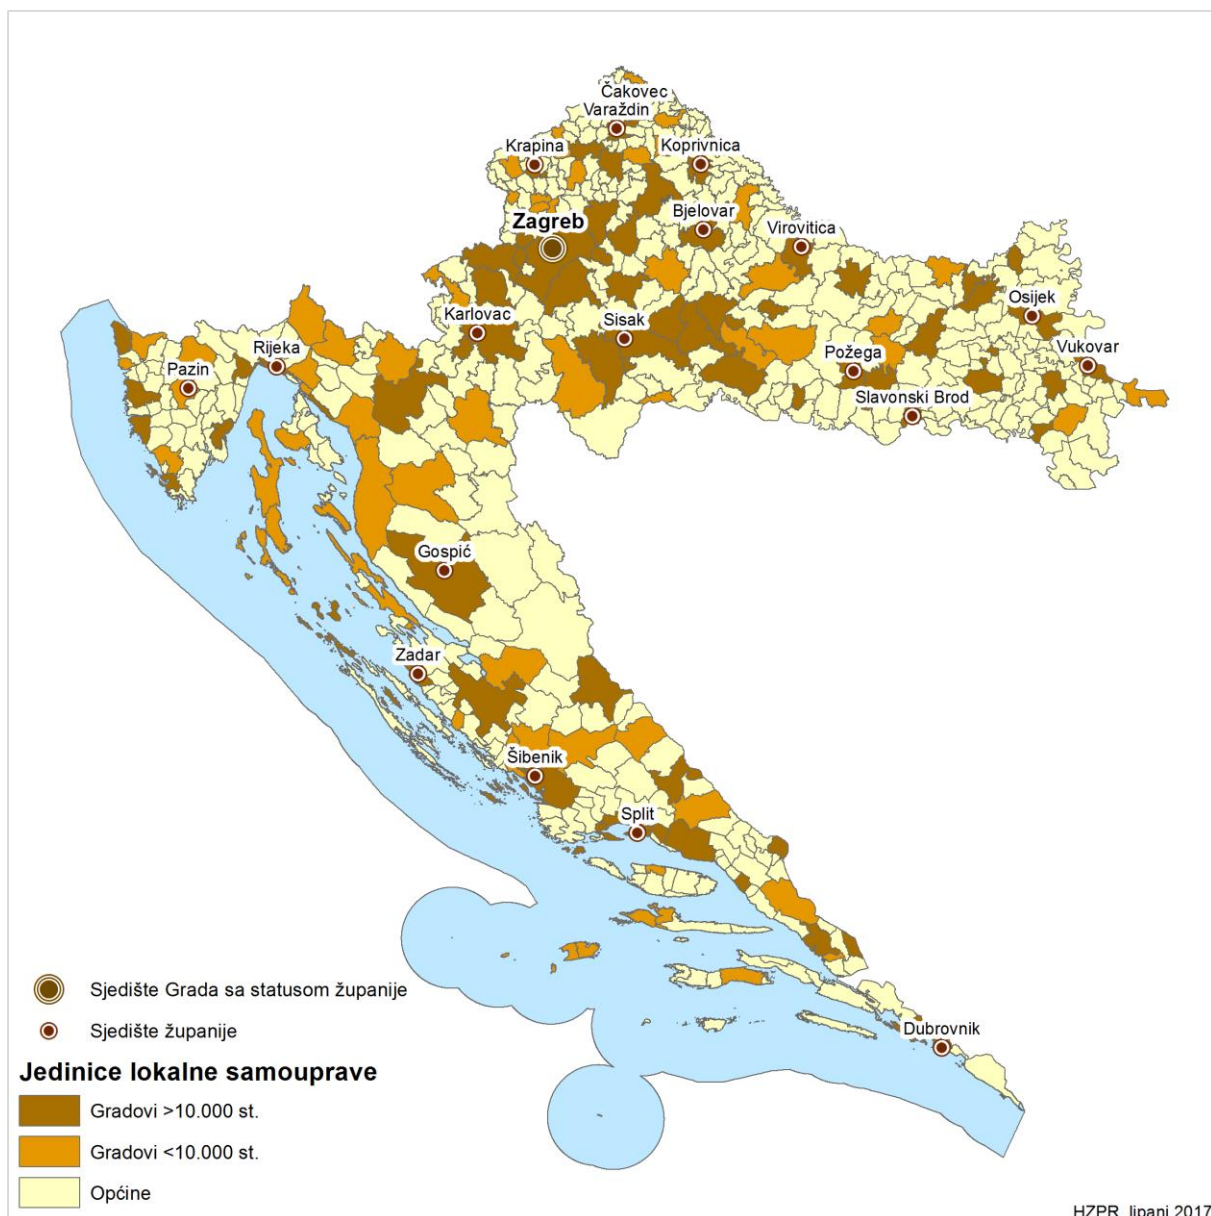 Čakovec
Varaždin
Krapina
Koprivnica
Zagreb
Bjelovar
Virovitica
Osijek
Karlovac
Sisak
Rijeka
Vukovar
Pazin
Požega
Slavonski Brod
Gospić
Zadar
Šibenik
Split
Dubrovnik
Sjedište Grada sa statusom županije
Sjedište županije
Jedinice lokalne samouprave
Gradovi >10.000 st.
Gradovi <10.000 st.
Općine
HZPR, lipanj 2017